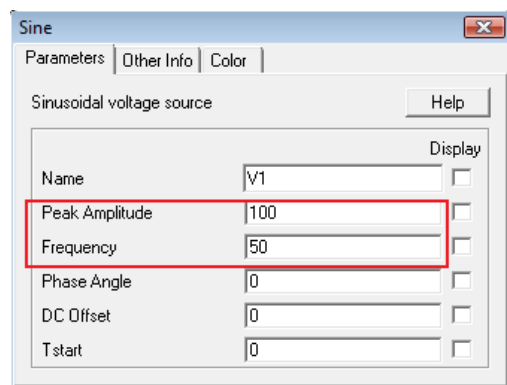 Sine
Parameters Other Info Color
Sinusoidal voltage source Help
Display
Name V1
Peak Amplitude 100
Frequency 50
Phase Angle 0
DC Offset 0
Tstart 0